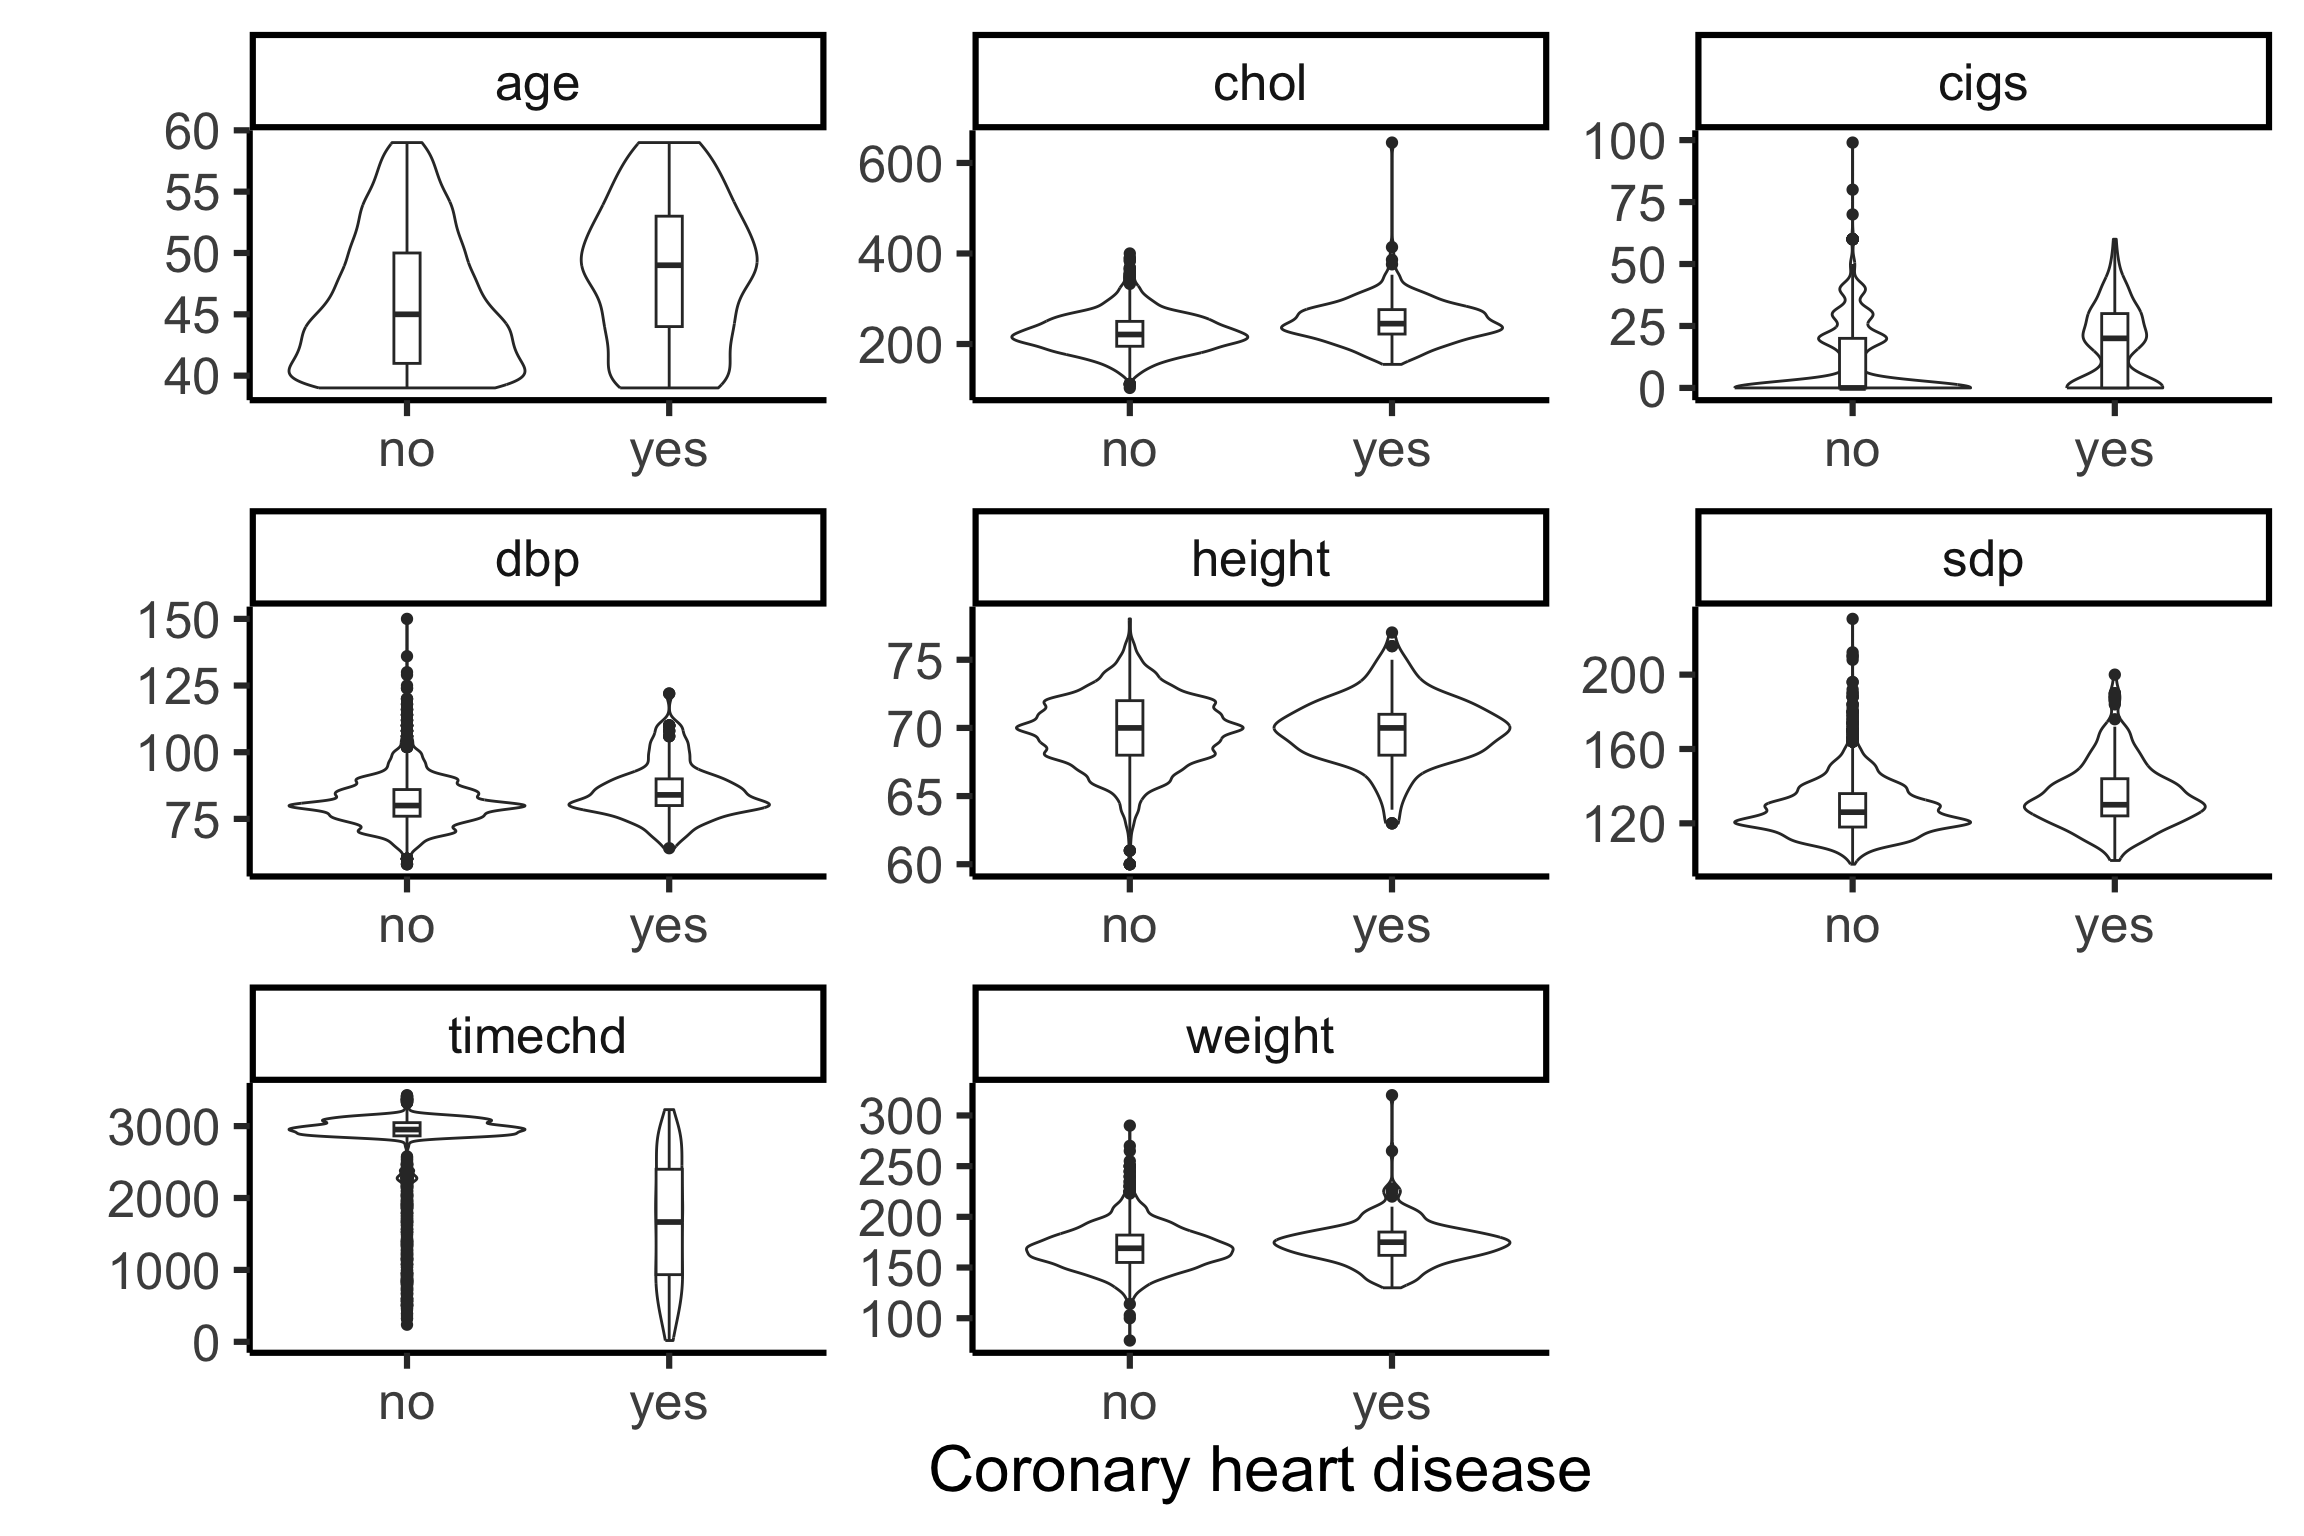 age
chol
cigs
60
55
50
45
40
600
400
200
100
75
50
25
0
no yes
no yes
no yes
dbp
height
sdp
150
125
100
75
75
70
65
60
200
160
120
no yes
no yes
no yes
timechd
weight
3000
2000
1000
0
300
250
200
150
100
no yes
no yes
Coronary heart disease